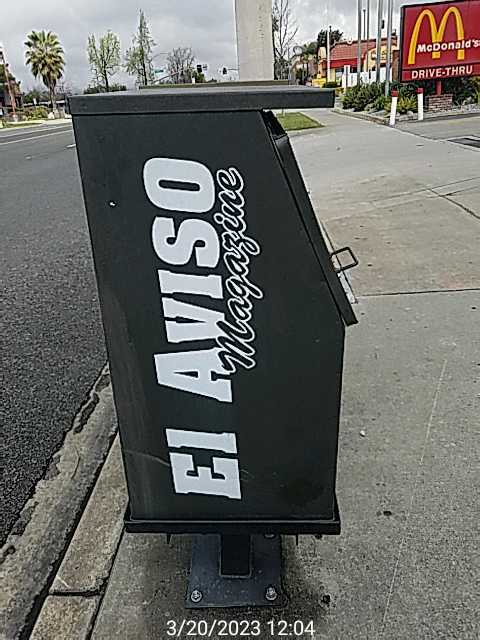 McDonald's
DRIVE-THRU
El AVISO
Magazine
3/20/2023 12:04